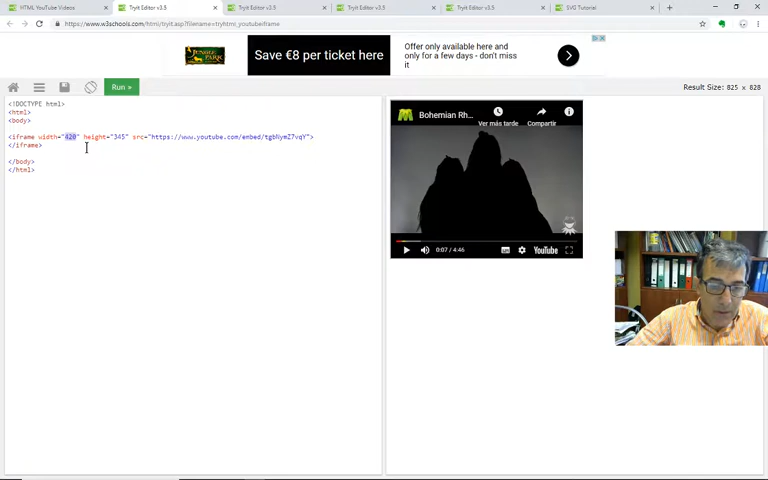 HTML YouTube Videos
Tryit Editor v3.5
Tryit Editor v3.5
Tryit Editor v3.5
Tryit Editor v3.5
SVG Tutorial
https://www.w3schools.com/html/tryit.asp?filename=tryhtml_youtubeiframe
JUNGLE PARK
Save €8 per ticket here
Offer only available here and
only for a few days - don't miss
it
Run »
Result Size: 825 x 828
<!DOCTYPE html>
<html>
<body>
<iframe width="420" height="345" src="https://www.youtube.com/embed/tgbNymZ7vqY">
</iframe>
</body>
</html>
Bohemian Rh...
Ver más tarde
Compartir
0:07 / 4:46
YouTube